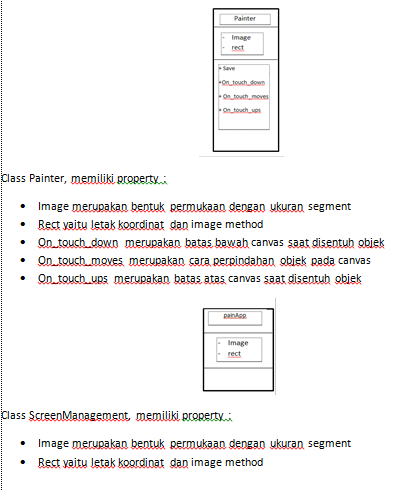 Painter
- Image
- rect
+ Save
+On_touch_down
+ On_touch_moves
+ On_touch_ups
Class Painter, memiliki property :
• Image merupakan bentuk permukaan dengan ukuran segment
• Rect yaitu letak koordinat dan image method
• On_touch_down merupakan batas bawah canvas saat disentuh objek
• On_touch_moves merupakan cara perpindahan objek pada canvas
• On_touch_ups merupakan batas atas canvas saat disentuh objek
painApp
- Image
- rect
Class ScreenManagement, memiliki property :
• Image merupakan bentuk permukaan dengan ukuran segment
• Rect yaitu letak koordinat dan image method